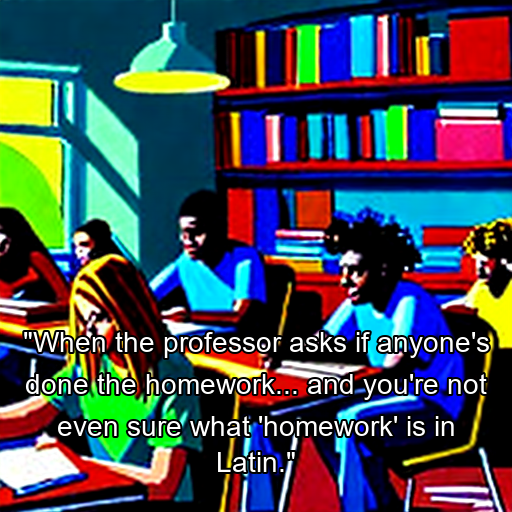 "When the professor asks if anyone's
done the homework... and you're not
even sure what 'homework' is in
Latin."